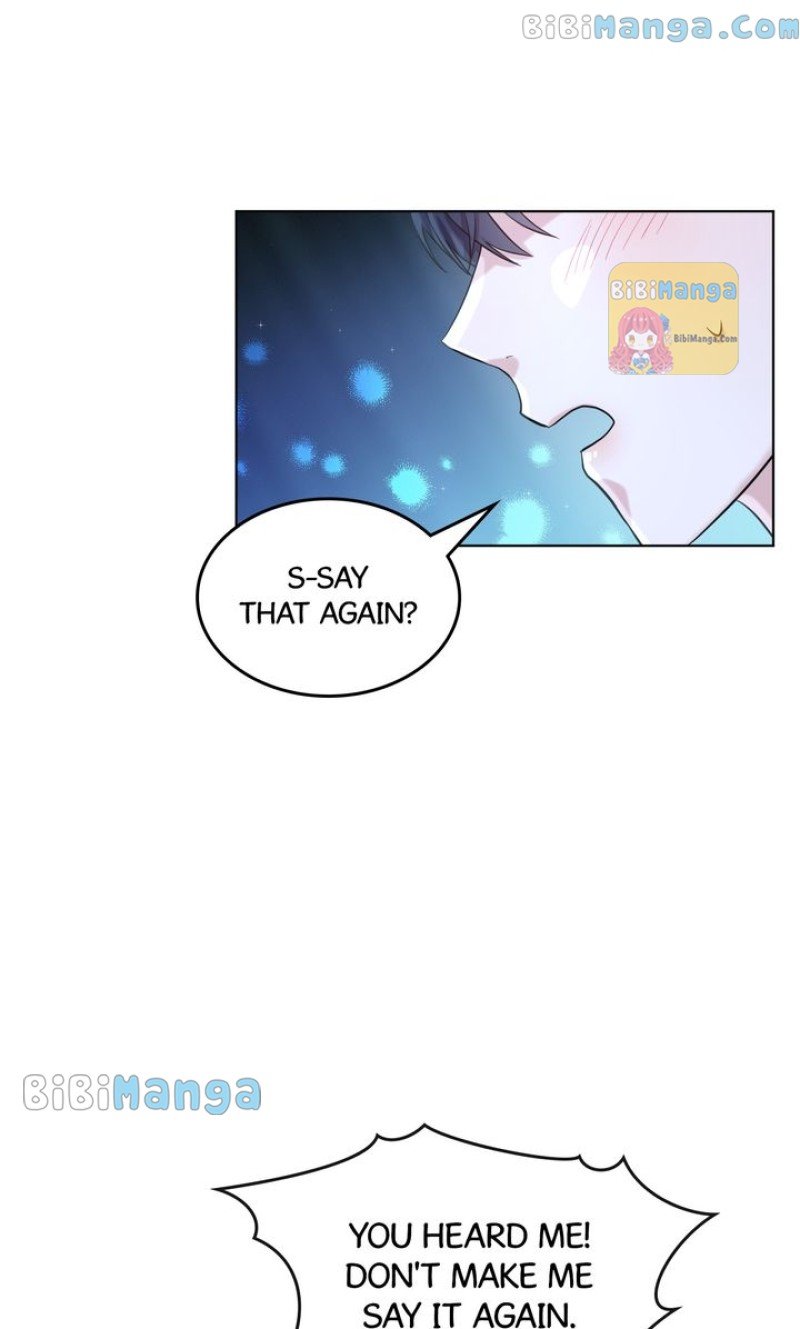 BiBiManga.Com
BiBiManga
BibiManga.Com
S-SAY
THAT AGAIN?
BiBiManga
YOU HEARD ME!
DON'T MAKE ME
SAY IT AGAIN.